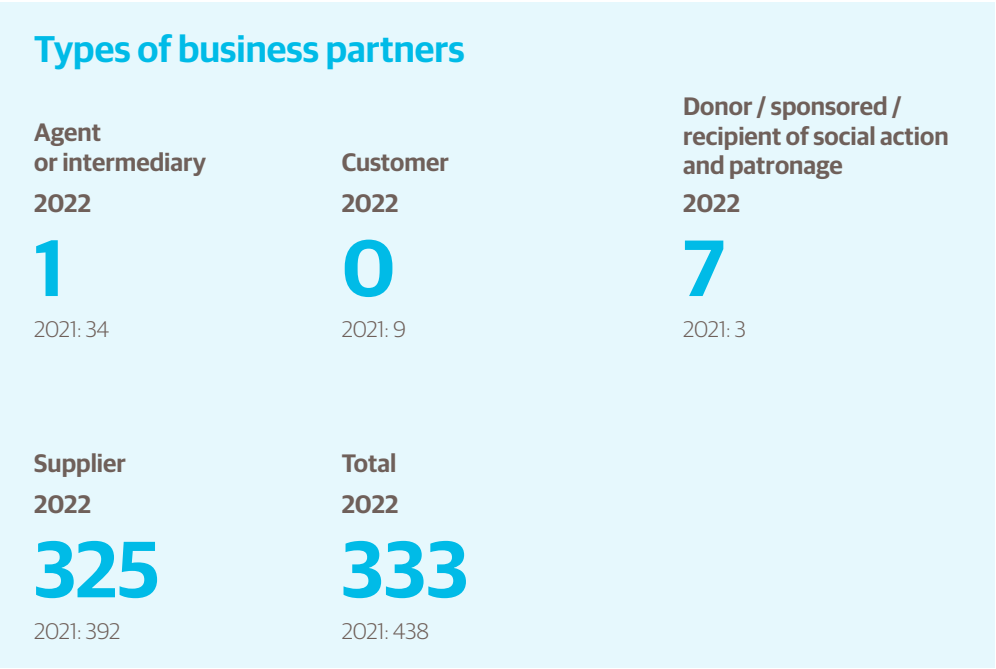 Types of business partners
Agent
or intermediary
2022
1
2021: 34
Customer
2022
0
2021: 9
Donor / sponsored /
recipient of social action
and patronage
2022
7
2021: 3
Supplier
2022
325
2021: 392
Total
2022
333
2021: 438